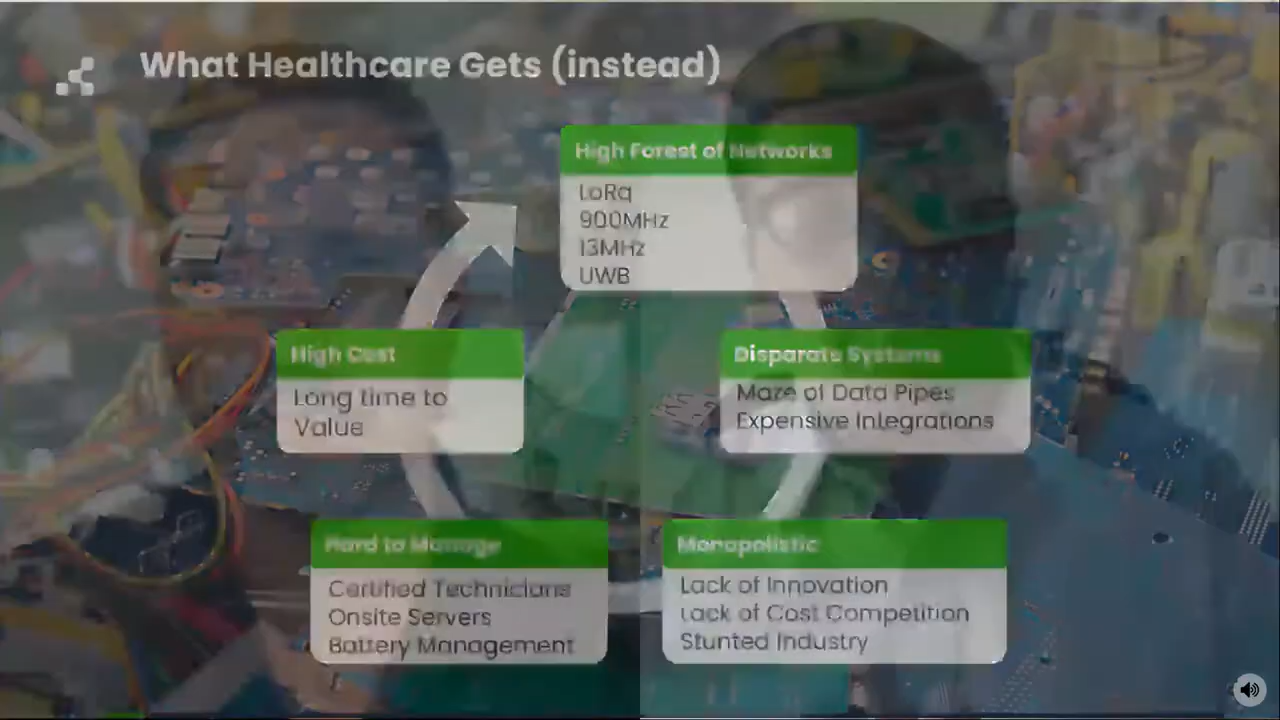 What Healthcare Gets (instead)
High Forest of Networks
LoRa
900MHz
13MHz
UWB
High Cost
Long time to
Value
Disparate Systems
Maze of Data Pipes
Expensive Integrations
Hard to Manage
Certified Technicians
Onsite Servers
Battery Management
Monopolistic
Lack of Innovation
Lack of Cost Competition
Stunted Industry